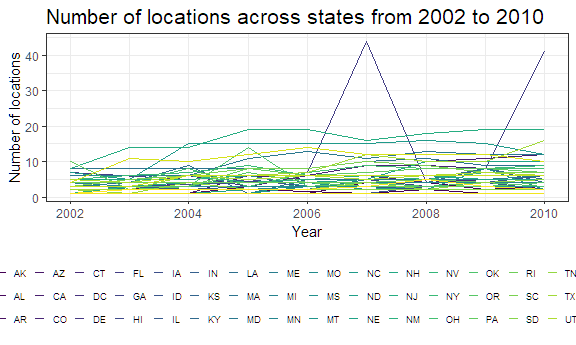 Number of locations across states from 2002 to 2010
Number of locations
40
30
20
10
0
2002 2004 2006 2008 2010
Year
AK AZ CT FL IA IN LA ME MO NC NH NV OK RI TN
AL CA DC GA ID KS MA MI MS ND NJ NY OR SC TX
AR CO DE HI IL KY MD MN MT NE NM OH PA SD UT